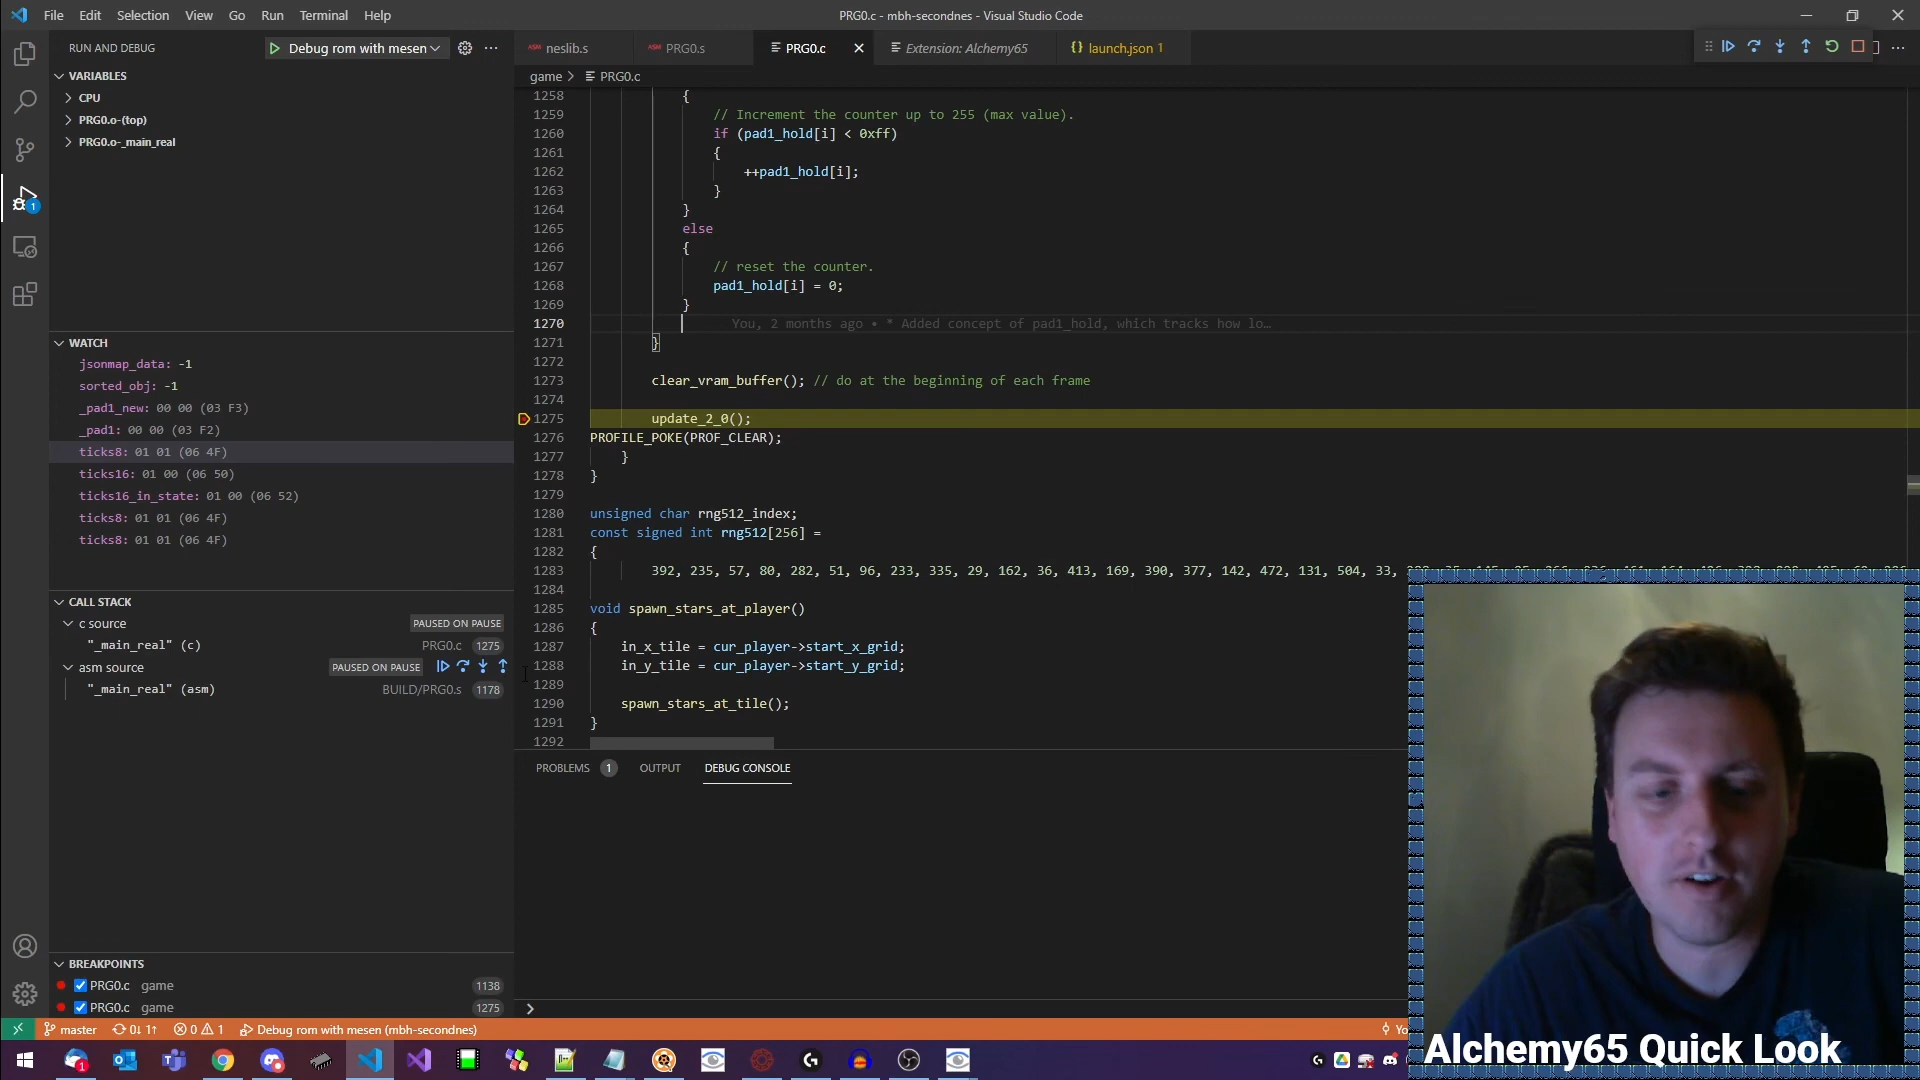 File Edit Selection View Go Run Terminal Help
PRG0.c - mbh-secondnes - Visual Studio Code
RUN AND DEBUG
Debug rom with mesen
neslib.s
PRG0.s
PRG0.c
Extension: Alchemy65
launch.json 1
game > PRG0.c
VARIABLES
CPU
PRG0.o-(top)
PRG0.o-_main_real
WATCH
jsonmap_data: -1
sorted_obj: -1
_pad1_new: 00 00 (03 F3)
_pad1: 00 00 (03 F2)
ticks8: 01 01 (06 4F)
ticks16: 01 00 (06 50)
ticks16_in_state: 01 00 (06 52)
ticks8: 01 01 (06 4F)
ticks8: 01 01 (06 4F)
CALL STACK
c source PAUSED ON PAUSE
"_main_real" (c) PRG0.c 1275
asm source PAUSED ON PAUSE
"_main_real" (asm) BUILD/PRG0.s 1178
BREAKPOINTS
PRG0.c game 1138
PRG0.c game 1275
1258 {
1259 // Increment the counter up to 255 (max value).
1260 if (pad1_hold[i] < 0xff)
1261 {
1262 ++pad1_hold[i];
1263 }
1264 }
1265 else
1266 {
1267 // reset the counter.
1268 pad1_hold[i] = 0;
1269 }
1270 You, 2 months ago • * Added concept of pad1_hold, which tracks how lo…
1271 }
1272
1273 clear_vram_buffer(); // do at the beginning of each frame
1274
1275 update_2_0();
1276 PROFILE_POKE(PROF_CLEAR);
1277 }
1278 }
1279
1280 unsigned char rng512_index;
1281 const signed int rng512[256] =
1282 {
1283 392, 235, 57, 80, 282, 51, 96, 233, 335, 29, 162, 36, 413, 169, 390, 377, 142, 472, 131, 504, 33,
1284
1285 void spawn_stars_at_player()
1286 {
1287 in_x_tile = cur_player->start_x_grid;
1288 in_y_tile = cur_player->start_y_grid;
1289
1290 spawn_stars_at_tile();
1291 }
1292
PROBLEMS 1 OUTPUT DEBUG CONSOLE
master 0↓ 1↑ 0 1 Debug rom with mesen (mbh-secondnes)
Yo
Alchemy65 Quick Look